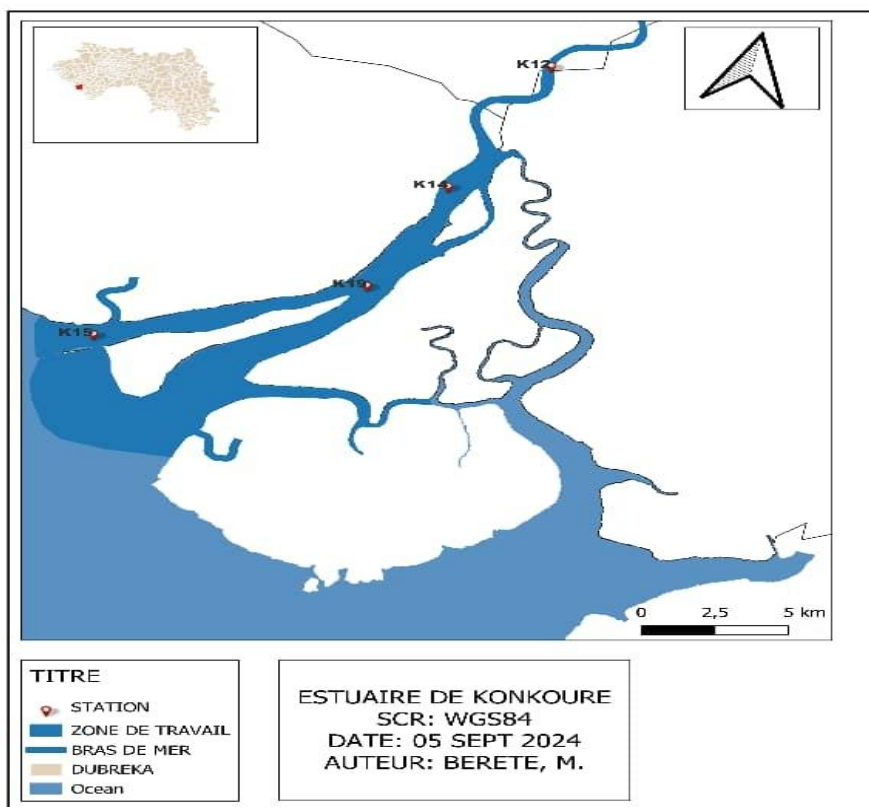 K12
K14
K19
K15
0 2,5 5 km
TITRE
STATION
ZONE DE TRAVAIL
BRAS DE MER
DUBREKA
Ocean
ESTUAIRE DE KONKOURE
SCR: WGS84
DATE: 05 SEPT 2024
AUTEUR: BERETE, M.